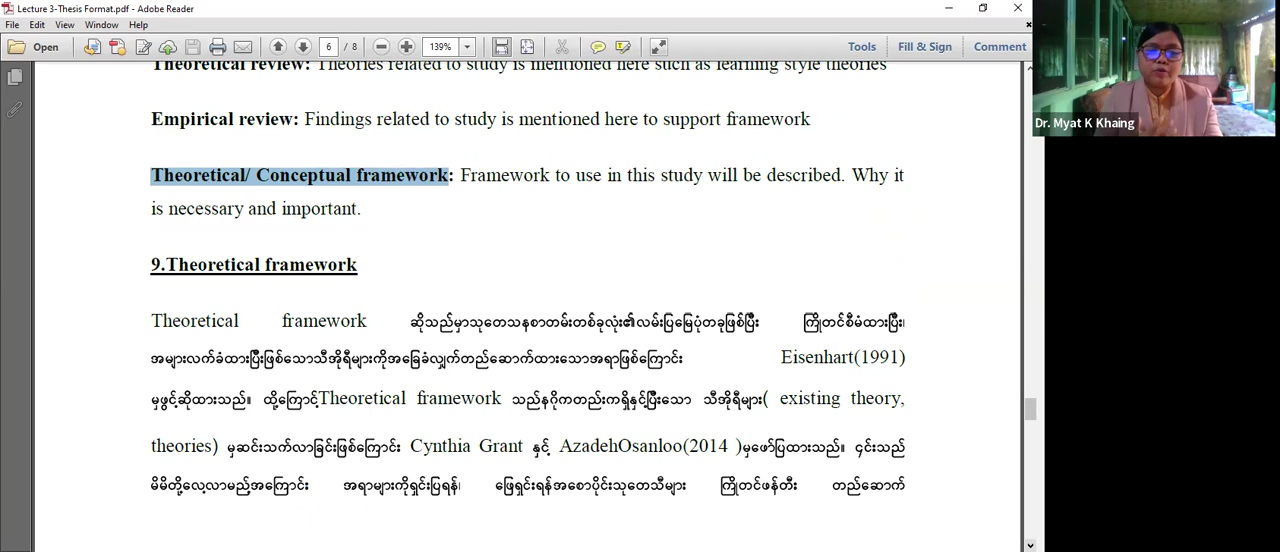 Lecture 3-Thesis Format.pdf - Adobe Reader
File Edit View Window Help
Open 6 / 8 139% Tools Fill & Sign Comment
Theoretical review: Theories related to study is mentioned here such as learning style theories
Empirical review: Findings related to study is mentioned here to support framework
Theoretical/ Conceptual framework: Framework to use in this study will be described. Why it
is necessary and important.
9.Theoretical framework
Theoretical framework ဆိုသည်မှာသုတေသနစာတမ်းတစ်ခုလုံး၏လမ်းပြမြေပုံတခုဖြစ်ပြီး ကြိုတင်စီမံထားပြီး၊
အများလက်ခံထားပြီးဖြစ်သောသီအိုရီများကိုအခြေခံလျှက်တည်ဆောက်ထားသောအရာဖြစ်ကြောင်း Eisenhart(1991)
မှဖွင့်ဆိုထားသည်။ ထို့ကြောင့်Theoretical framework သည်နဂိုကတည်းကရှိနှင့်ပြီးသော သီအိုရီများ( existing theory,
theories) မှဆင်းသက်လာခြင်းဖြစ်ကြောင်း Cynthia Grant နှင့် AzadehOsanloo(2014 )မှဖော်ပြထားသည်။ ၄င်းသည်
မိမိတို့လေ့လာမည့်အကြောင်း အရာများကိုရှင်းပြရန်၊ ဖြေရှင်းရန်အစောပိုင်းသုတေသီများ ကြိုတင်ဖန်တီး တည်ဆောက်
Dr. Myat K Khaing